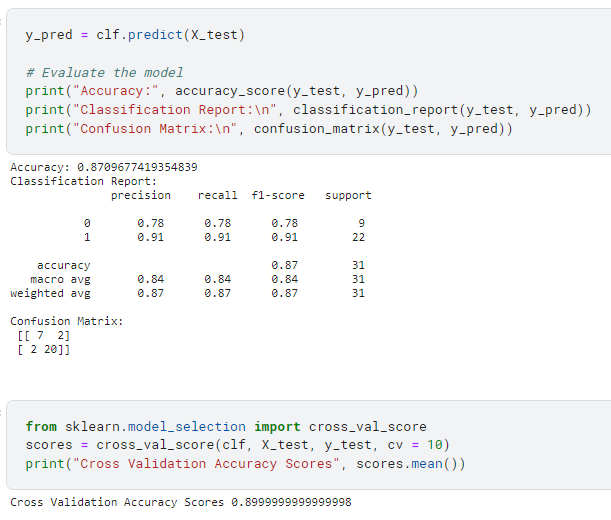 y_pred = clf.predict(X_test)
# Evaluate the model
print("Accuracy:", accuracy_score(y_test, y_pred))
print("Classification Report:\n", classification_report(y_test, y_pred))
print("Confusion Matrix:\n", confusion_matrix(y_test, y_pred))
Accuracy: 0.8709677419354839
Classification Report:
precision recall f1-score support
0 0.78 0.78 0.78 9
1 0.91 0.91 0.91 22
accuracy 0.87 31
macro avg 0.84 0.84 0.84 31
weighted avg 0.87 0.87 0.87 31
Confusion Matrix:
[[ 7 2]
[ 2 20]]
from sklearn.model_selection import cross_val_score
scores = cross_val_score(clf, X_test, y_test, cv = 10)
print("Cross Validation Accuracy Scores", scores.mean())
Cross Validation Accuracy Scores 0.8999999999999998